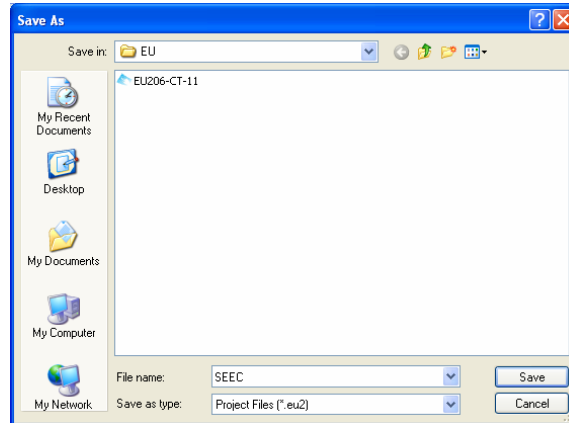 Save As
Save in: EU
EU206-CT-11
My Recent
Documents
Desktop
My Documents
My Computer
My Network
File name: SEEC Save
Save as type: Project Files (*.eu2) Cancel